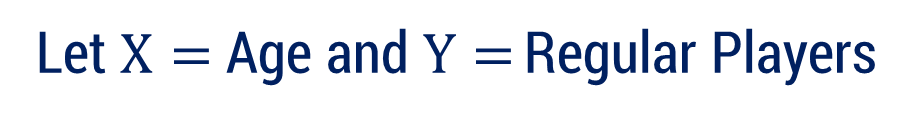 Let X = Age and Y = Regular Players